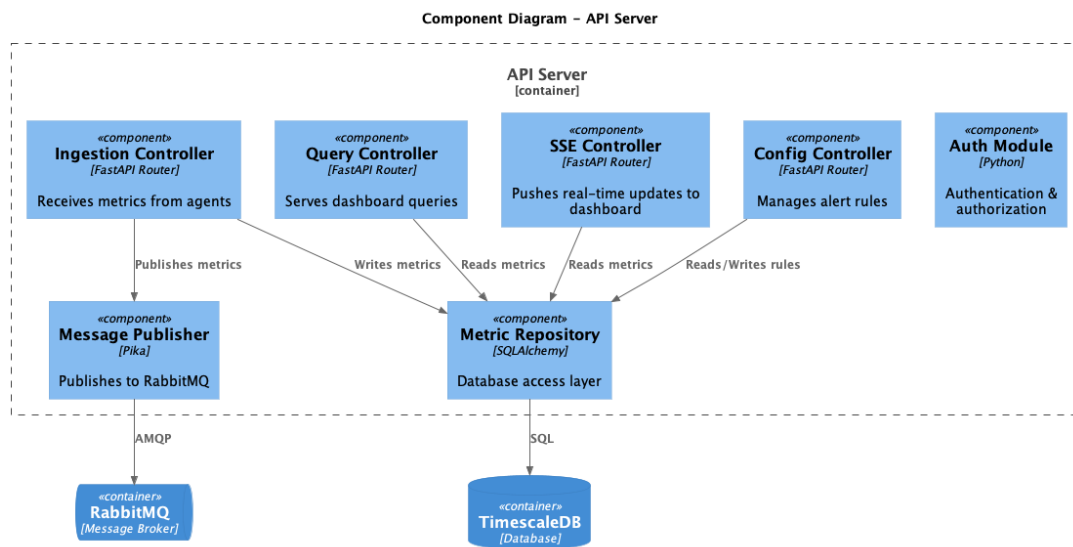 Component Diagram – API Server
API Server
[container]
«component»
Ingestion Controller
[FastAPI Router]
Receives metrics from agents
«component»
Query Controller
[FastAPI Router]
Serves dashboard queries
«component»
SSE Controller
[FastAPI Router]
Pushes real-time updates to
dashboard
«component»
Config Controller
[FastAPI Router]
Manages alert rules
«component»
Auth Module
[Python]
Authentication &
authorization
Publishes metrics
Writes metrics
Reads metrics
Reads metrics
Reads/Writes rules
«component»
Message Publisher
[Pika]
Publishes to RabbitMQ
«component»
Metric Repository
[SQLAlchemy]
Database access layer
AMQP
SQL
«container»
RabbitMQ
[Message Broker]
«container»
TimescaleDB
[Database]